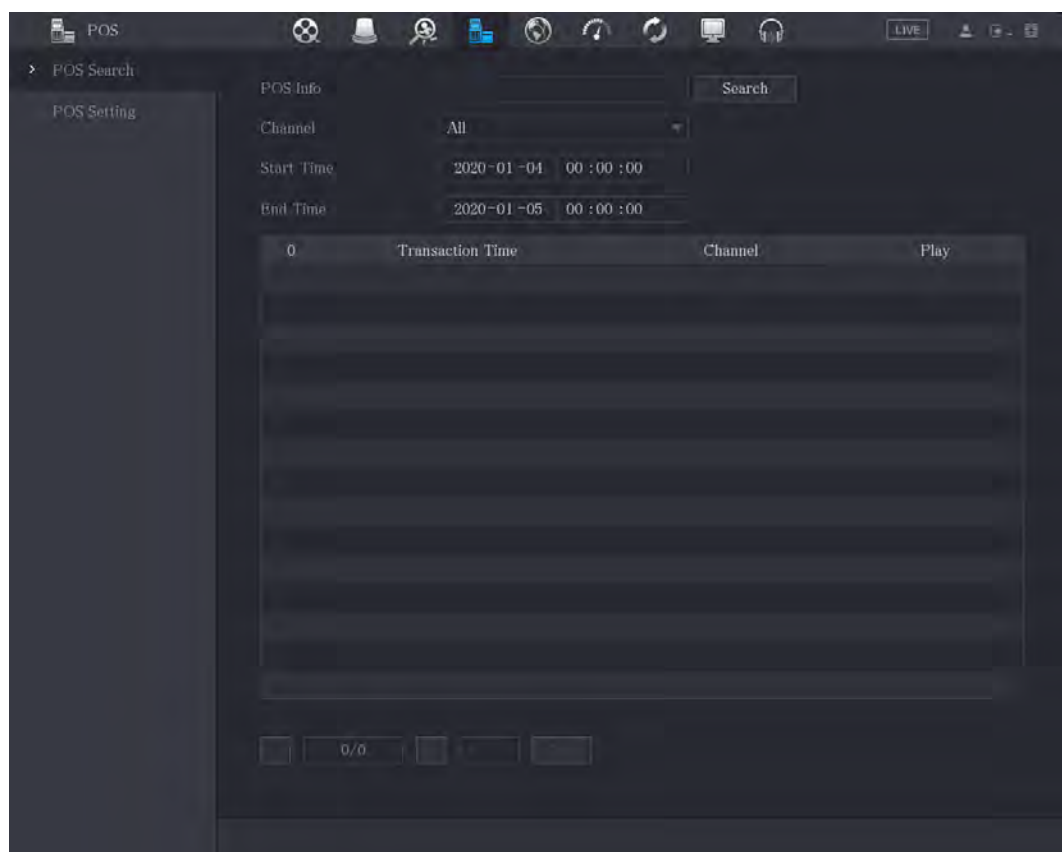 POS
LIVE
POS Search
POS Setting
POS Info
Search
Channel
All
Start Time
2020-01-04 00:00:00
End Time
2020-01-05 00:00:00
0 Transaction Time Channel Play
0/0